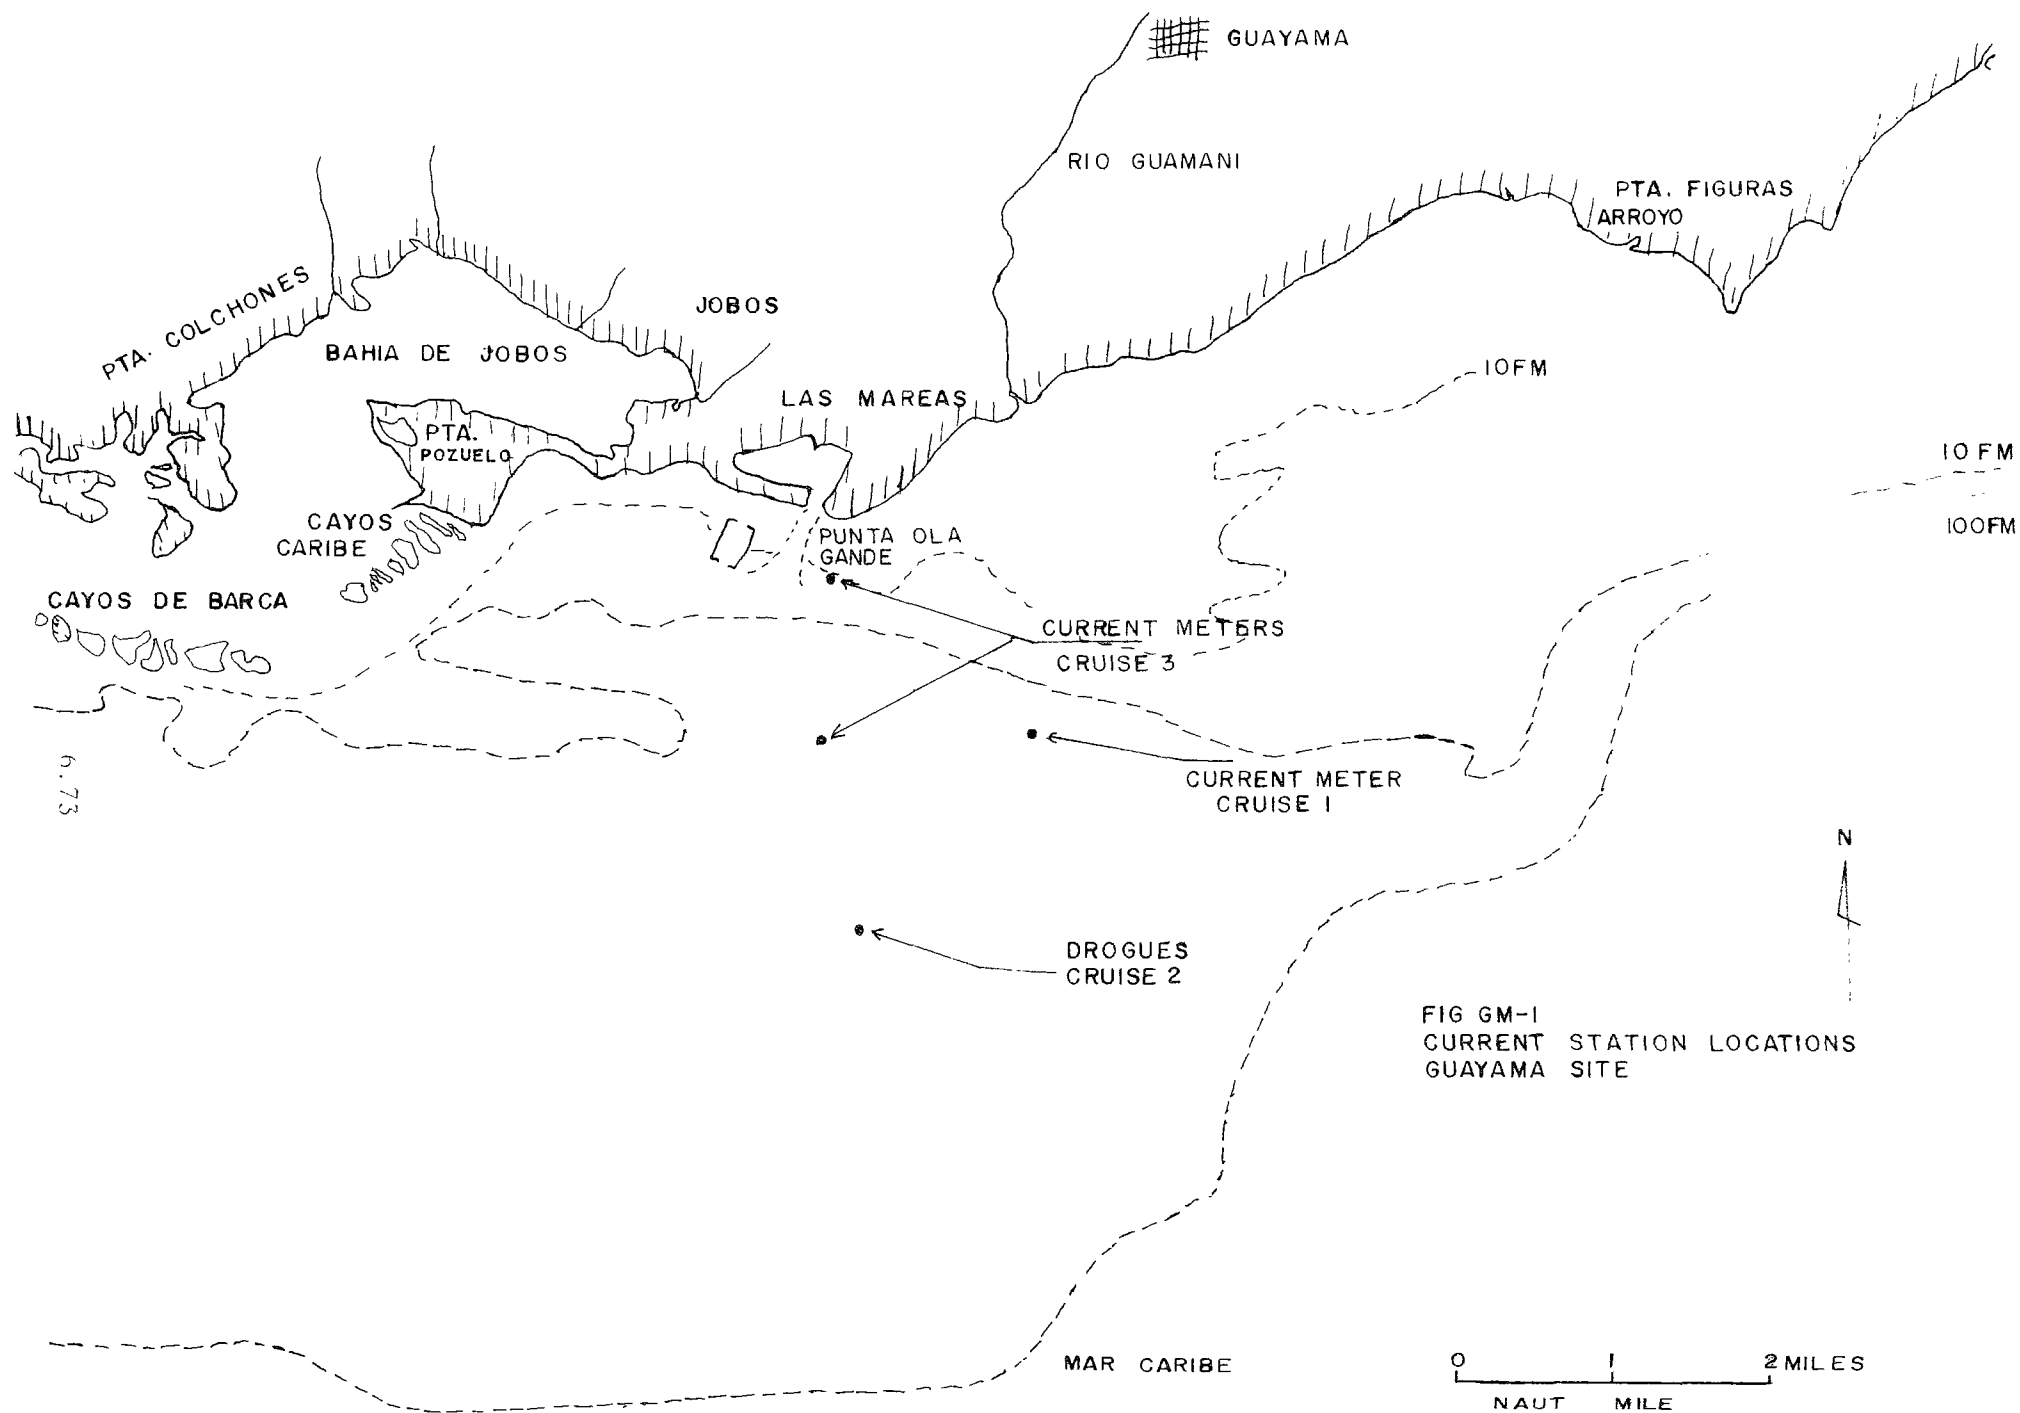 GUAYAMA
RIO GUAMANI
PTA. FIGURAS
ARROYO
PTA. COLCHONES
JOBOS
BAHIA DE JOBOS
LAS MAREAS
10FM
PTA.
POZUELO
10 FM
100FM
CAYOS
CARIBE
PUNTA OLA
GANDE
CAYOS DE BARCA
CURRENT METERS
CRUISE 3
6.73
CURRENT METER
CRUISE 1
N
DROGUES
CRUISE 2
FIG GM-1
CURRENT STATION LOCATIONS
GUAYAMA SITE
MAR CARIBE
0 1 2 MILES
NAUT MILE